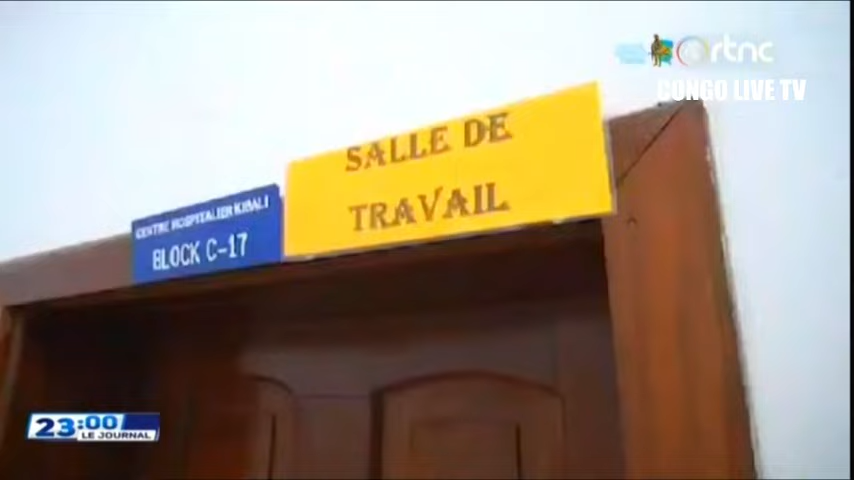 rtnc
CONGO LIVE TV
SALLE DE
TRAVAIL
CENTRE HOSPITALIER KIBALI
BLOCK C-17
23:00
LE JOURNAL